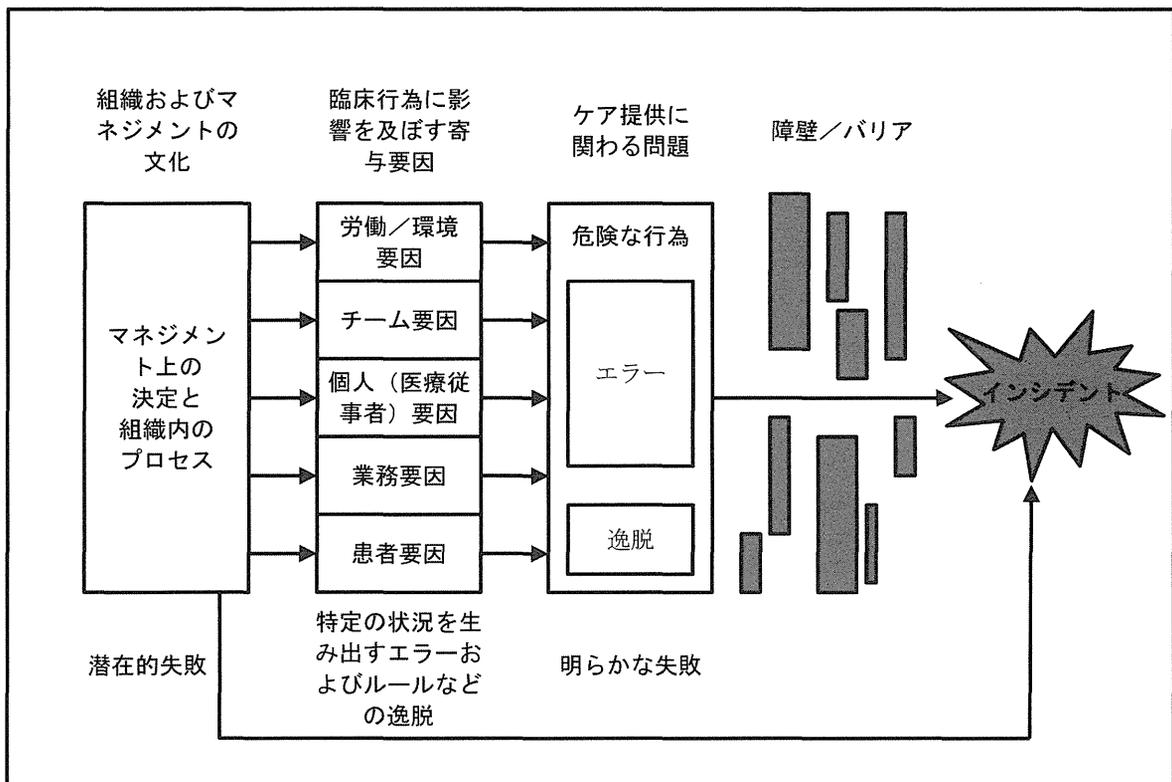 組織およびマ
ネジメントの
文化
臨床行為に影
響を及ぼす寄
与要因
ケア提供に
関わる問題
障壁／バリア
マネジメン
ト上の
決定と
組織内の
プロセス
労働／環境
要因
チーム要因
個人（医療従
事者）要因
業務要因
患者要因
危険な行為
エラー
逸脱
インシデント
潜在的失敗
特定の状況を生
み出すエラーお
よびルールなど
の逸脱
明らかな失敗